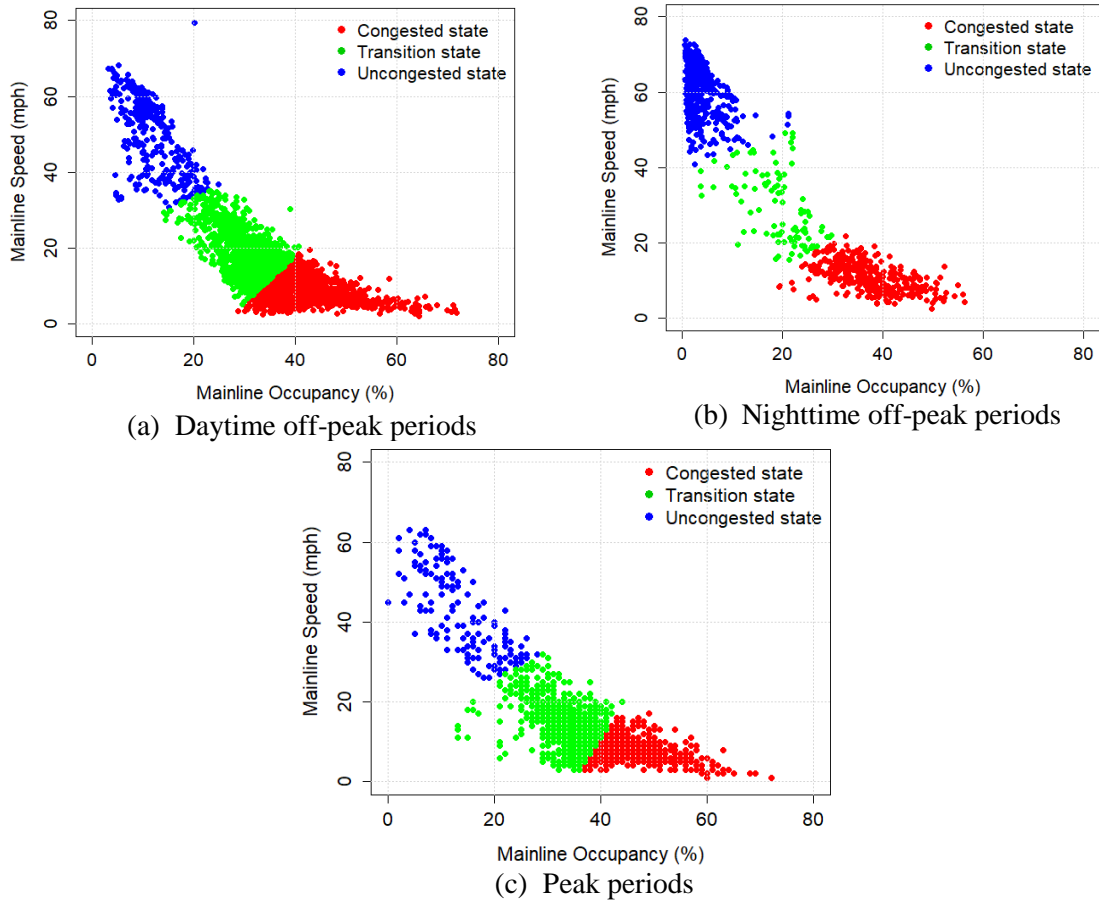 80
60
40
20
0
Mainline Speed (mph)
Congested state
Transition state
Uncongested state
0 20 40 60 80
Mainline Occupancy (%)
(a) Daytime off-peak periods
80
60
40
20
0
Mainline Speed (mph)
Congested state
Transition state
Uncongested state
0 20 40 60 80
Mainline Occupancy (%)
(b) Nighttime off-peak periods
80
60
40
20
0
Mainline Speed (mph)
Congested state
Transition state
Uncongested state
0 20 40 60 80
Mainline Occupancy (%)
(c) Peak periods